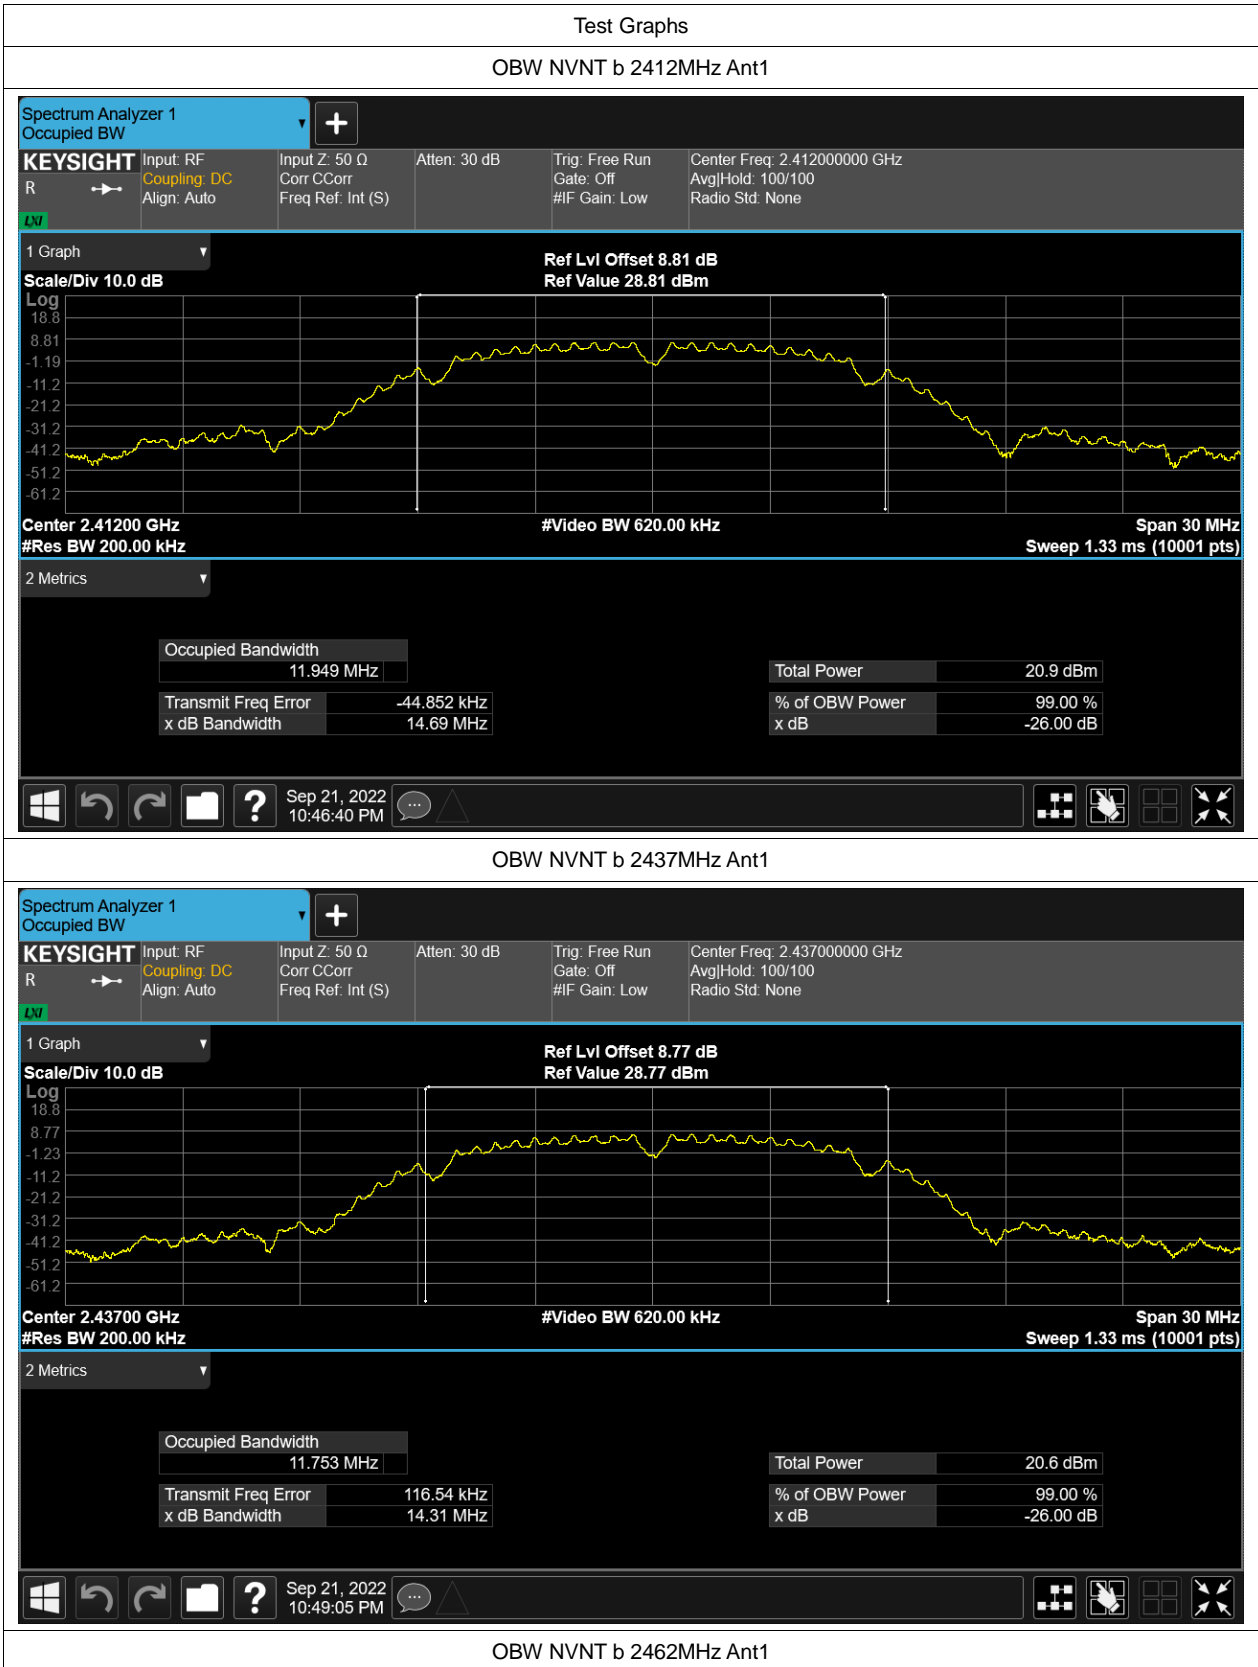 Test Graphs
OBW NVNT b 2412MHz Ant1
Spectrum Analyzer 1
Occupied BW
KEYSIGHT Input: RF Input Z: 50 Ω Atten: 30 dB Trig: Free Run Center Freq: 2.412000000 GHz
R Coupling: DC Corr CCorr Gate: Off Avg|Hold: 100/100
Align: Auto Freq Ref: Int (S) #IF Gain: Low Radio Std: None
LXI
1 Graph
Ref Lvl Offset 8.81 dB
Scale/Div 10.0 dB Ref Value 28.81 dBm
Log
18.8
8.81
-1.19
-11.2
-21.2
-31.2
-41.2
-51.2
-61.2
Center 2.41200 GHz #Video BW 620.00 kHz Span 30 MHz
#Res BW 200.00 kHz Sweep 1.33 ms (10001 pts)
2 Metrics
Occupied Bandwidth
11.949 MHz Total Power 20.9 dBm
Transmit Freq Error -44.852 kHz % of OBW Power 99.00 %
x dB Bandwidth 14.69 MHz x dB -26.00 dB
? Sep 21, 2022
10:46:40 PM
OBW NVNT b 2437MHz Ant1
Spectrum Analyzer 1
Occupied BW
KEYSIGHT Input: RF Input Z: 50 Ω Atten: 30 dB Trig: Free Run Center Freq: 2.437000000 GHz
R Coupling: DC Corr CCorr Gate: Off Avg|Hold: 100/100
Align: Auto Freq Ref: Int (S) #IF Gain: Low Radio Std: None
LXI
1 Graph
Ref Lvl Offset 8.77 dB
Scale/Div 10.0 dB Ref Value 28.77 dBm
Log
18.8
8.77
-1.23
-11.2
-21.2
-31.2
-41.2
-51.2
-61.2
Center 2.43700 GHz #Video BW 620.00 kHz Span 30 MHz
#Res BW 200.00 kHz Sweep 1.33 ms (10001 pts)
2 Metrics
Occupied Bandwidth
11.753 MHz Total Power 20.6 dBm
Transmit Freq Error 116.54 kHz % of OBW Power 99.00 %
x dB Bandwidth 14.31 MHz x dB -26.00 dB
? Sep 21, 2022
10:49:05 PM
OBW NVNT b 2462MHz Ant1